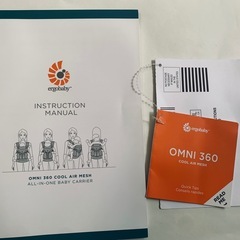 ergobaby
INSTRUCTION
MANUAL
OMNI 360 COOL AIR MESH
ALL-IN-ONE BABY CARRIER
ergobaby
OMNI 360
COOL AIR MESH
READ